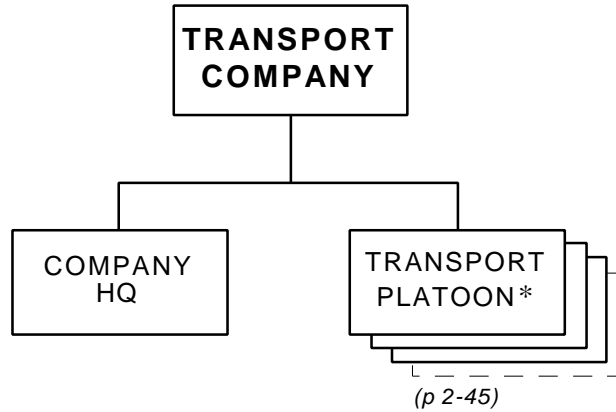 TRANSPORT
COMPANY
COMPANY
HQ
TRANSPORT
PLATOON*
(p 2-45)